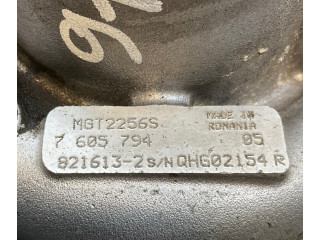 MGT2256S
MADE IN
ROMANIA
7 605 794 05
821613-2 S/N QHG02154 R